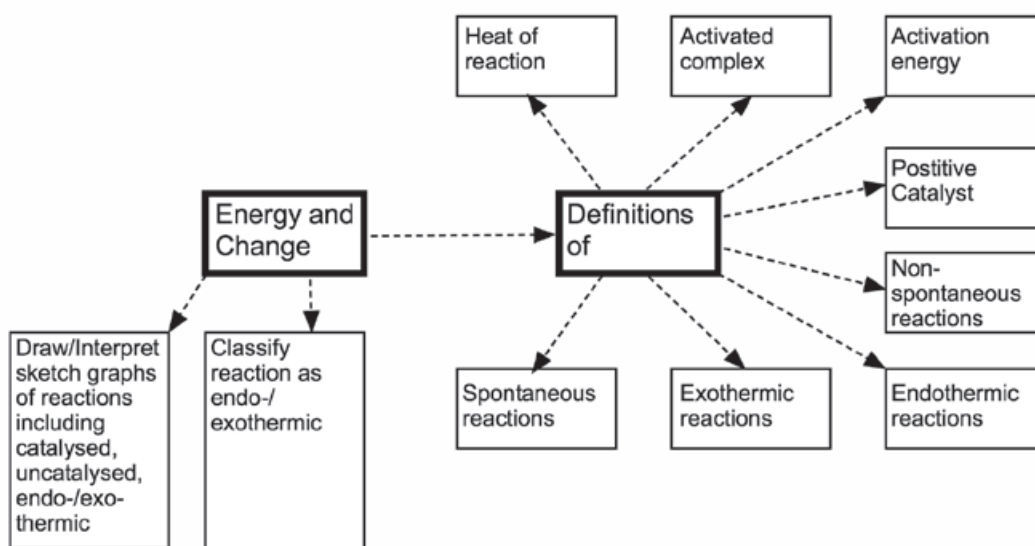 Heat of
reaction
Activated
complex
Activation
energy
Postitive
Catalyst
Energy and
Change
Definitions
of
Non-
spontaneous
reactions
Draw/Interpret
sketch graphs
of reactions
including
catalysed,
uncatalysed,
endo-/exo-
thermic
Classify
reaction as
endo-/
exothermic
Spontaneous
reactions
Exothermic
reactions
Endothermic
reactions